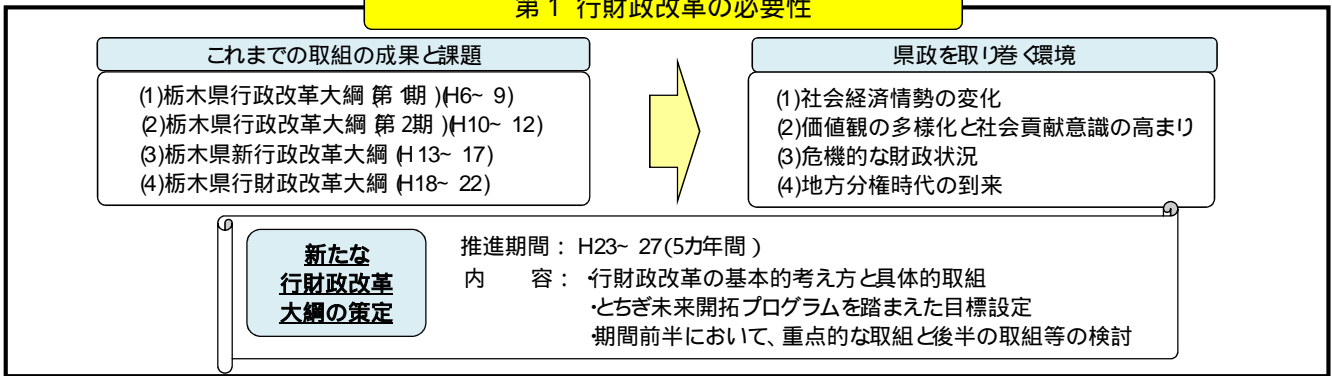 第1 行財政改革の必要性
これまでの取組の成果と課題
(1)栃木県行政改革大綱(第1期)(H6~9)
(2)栃木県行政改革大綱(第2期)(H10~12)
(3)栃木県新行政改革大綱(H13~17)
(4)栃木県行財政改革大綱(H18~22)
県政を取り巻く環境
(1)社会経済情勢の変化
(2)価値観の多様化と社会貢献意識の高まり
(3)危機的な財政状況
(4)地方分権時代の到来
新たな
行財政改革
大綱の策定
推進期間：H23~27(5カ年間)
内　容：・行財政改革の基本的考え方と具体的取組
・とちぎ未来開拓プログラムを踏まえた目標設定
・期間前半において、重点的な取組と後半の取組等の検討